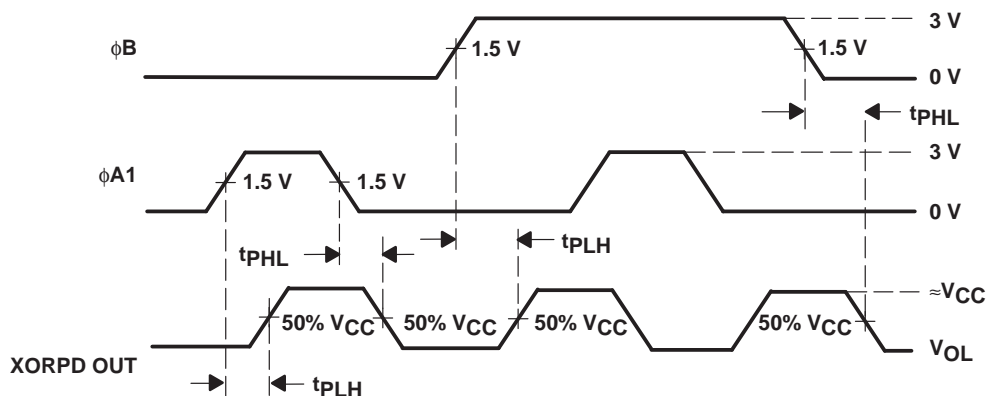 3 V
ϕB
1.5 V
1.5 V
0 V
tPHL
3 V
ϕA1
1.5 V
1.5 V
0 V
tPHL
tPLH
≈VCC
50% VCC
50% VCC
50% VCC
50% VCC
XORPD OUT
VOL
tPLH